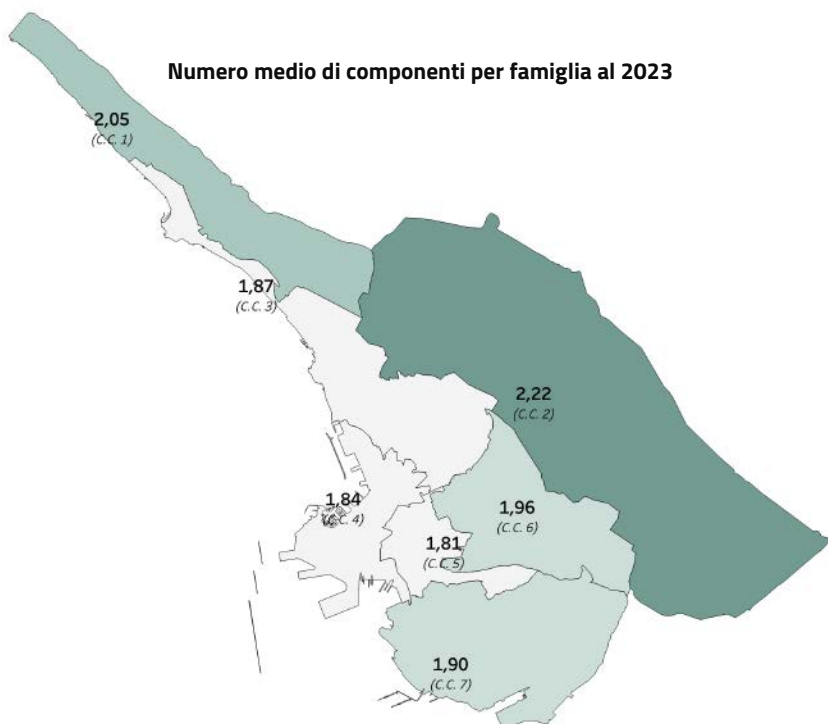 Numero medio di componenti per famiglia al 2023
2,05
(C.C. 1)
1,87
(C.C. 3)
2,22
(C.C. 2)
1,84
(C.C. 4)
1,96
(C.C. 6)
1,81
(C.C. 5)
1,90
(C.C. 7)